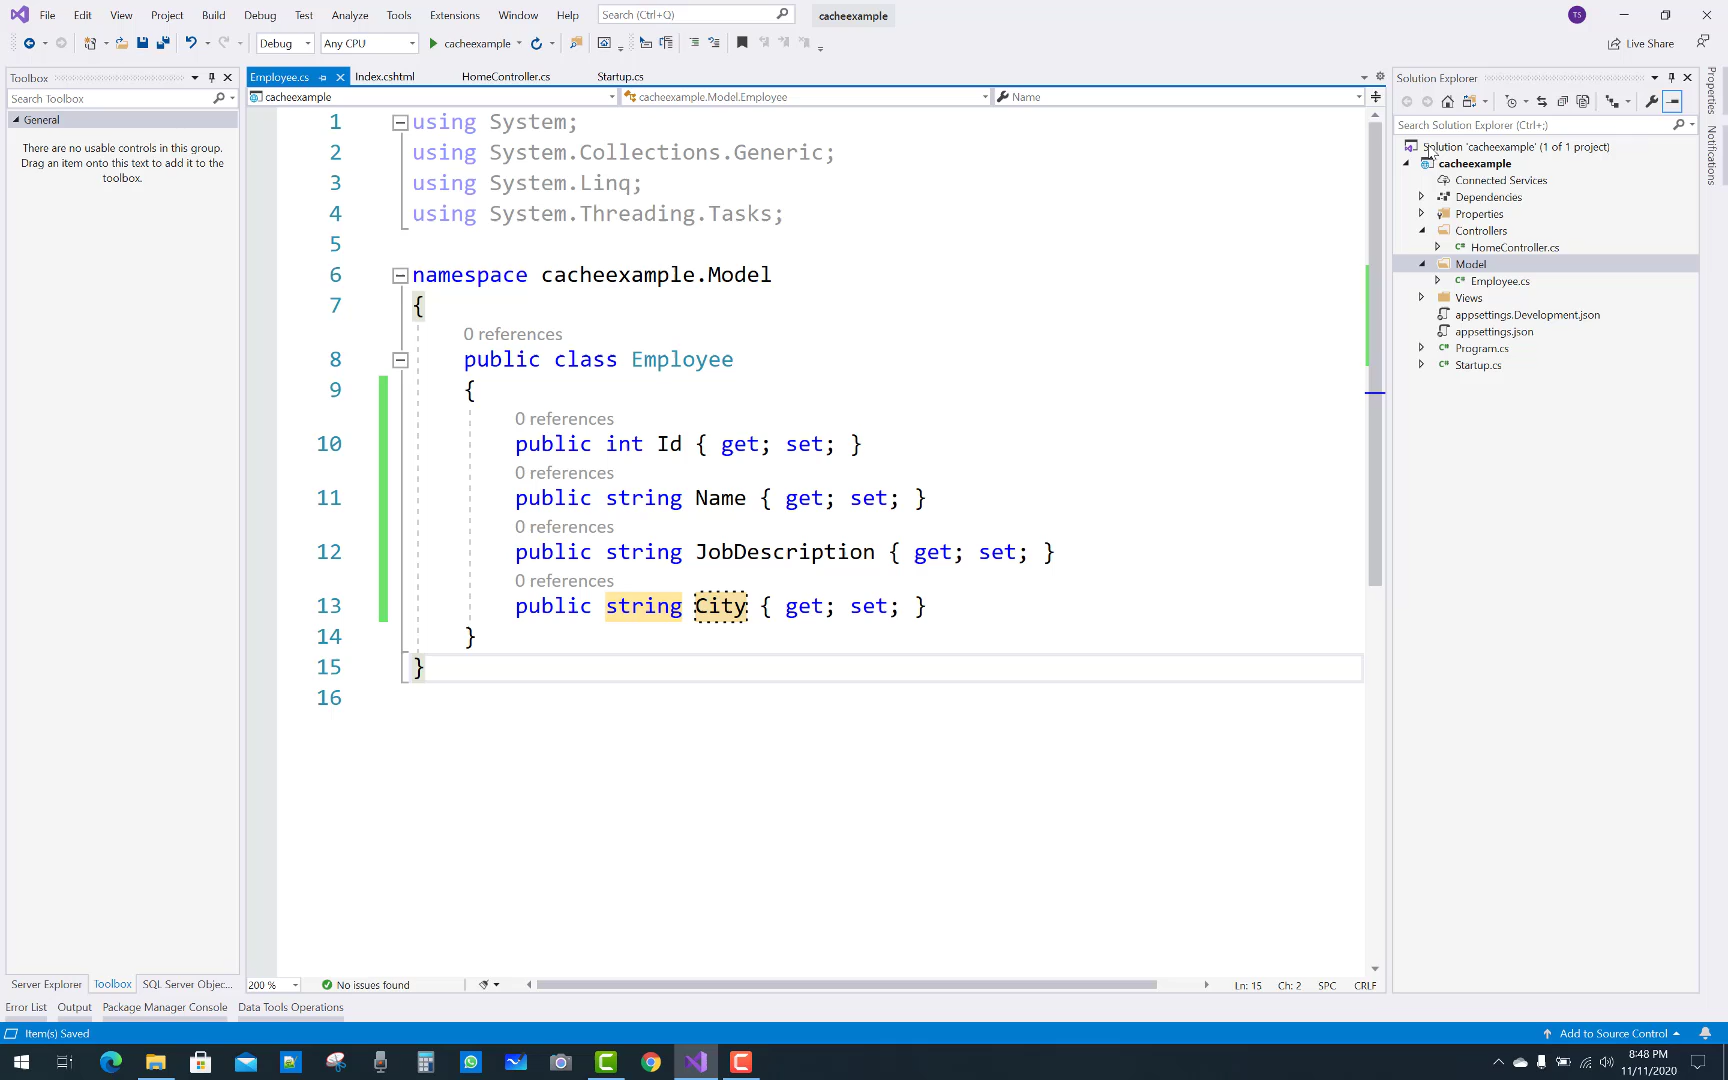 File Edit View Project Build Debug Test Analyze Tools Extensions Window Help Search (Ctrl+Q) cacheexample TS
Debug Any CPU cacheexample Live Share
Toolbox
Search Toolbox
General
There are no usable controls in this group.
Drag an item onto this text to add it to the
toolbox.
Employee.cs Index.cshtml HomeController.cs Startup.cs
cacheexample cacheexample.Model.Employee Name
1 using System;
2 using System.Collections.Generic;
3 using System.Linq;
4 using System.Threading.Tasks;
5
6 namespace cacheexample.Model
7 {
0 references
8 public class Employee
9 {
0 references
10 public int Id { get; set; }
0 references
11 public string Name { get; set; }
0 references
12 public string JobDescription { get; set; }
0 references
13 public string City { get; set; }
14 }
15 }
16
Solution Explorer
Search Solution Explorer (Ctrl+;)
Solution 'cacheexample' (1 of 1 project)
cacheexample
Connected Services
Dependencies
Properties
Controllers
HomeController.cs
Model
Employee.cs
Views
appsettings.Development.json
appsettings.json
Program.cs
Startup.cs
Properties
Notifications
Server Explorer Toolbox SQL Server Objec...
200 % No issues found Ln: 15 Ch: 2 SPC CRLF
Error List Output Package Manager Console Data Tools Operations
Item(s) Saved Add to Source Control
8:48 PM
11/11/2020